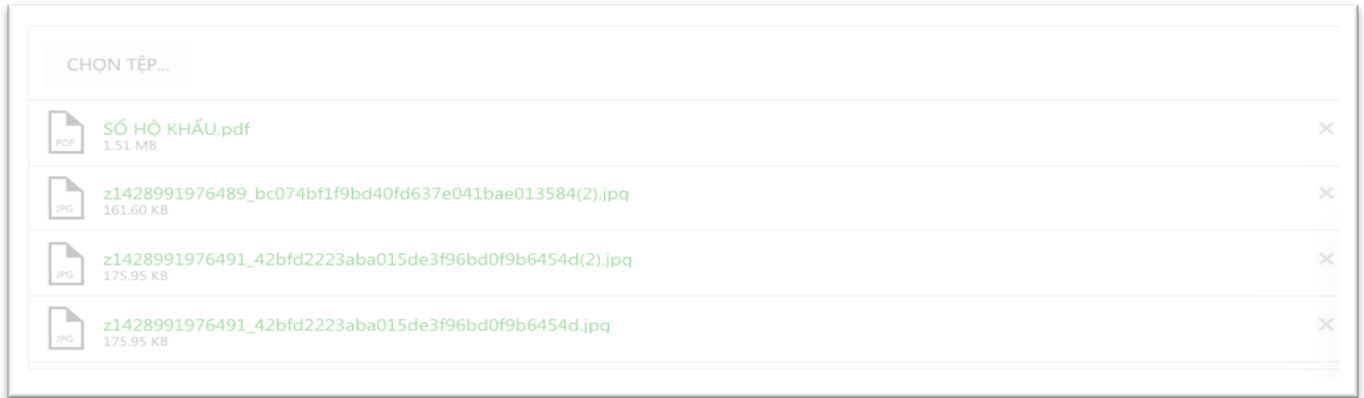 CHỌN TỆP...
SỔ HỘ KHẨU.pdf
PDF
1.51 MB
z1428991976489_bc074bf1f9bd40fd637e041bae013584(2).jpg
JPG
161.60 KB
z1428991976491_42bfd2223aba015de3f96bd0f9b6454d(2).jpg
JPG
175.95 KB
z1428991976491_42bfd2223aba015de3f96bd0f9b6454d.jpg
JPG
175.95 KB